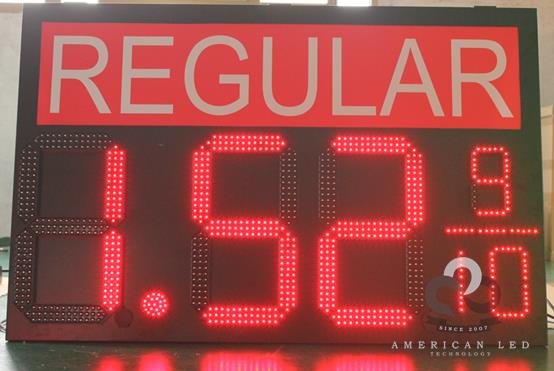 REGULAR
1.52 9/10
SINCE 2007
AMERICAN LED
TECHNOLOGY